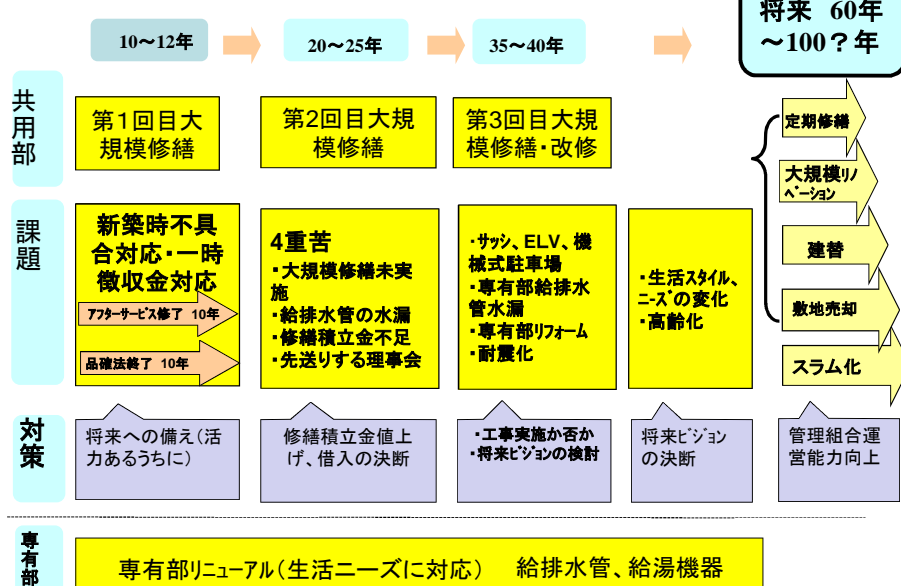 10～12年
20～25年
35～40年
将来 60年
～100？年
共用部
第1回目大
規模修繕
第2回目大規
模修繕
第3回目大規
模修繕・改修
定期修繕
大規模リノ
ベーション
建替
敷地売却
スラム化
課題
新築時不具
合対応・一時
徴収金対応
アフターサービス修了 10年
品確法終了 10年
4重苦
・大規模修繕未実
施
・給排水管の水漏
・修繕積立金不足
・先送りする理事会
・サッシ、ELV、機
械式駐車場
・専有部給排水
管水漏
・専有部リフォーム
・耐震化
・生活スタイル、
ニーズの変化
・高齢化
対策
将来への備え（活
力あるうちに）
修繕積立金値上
げ、借入の決断
・工事実施か否か
・将来ビジョンの検討
将来ビジョン
の決断
管理組合運
営能力向上
専有部
専有部リニューアル（生活ニーズに対応） 給排水管、給湯機器